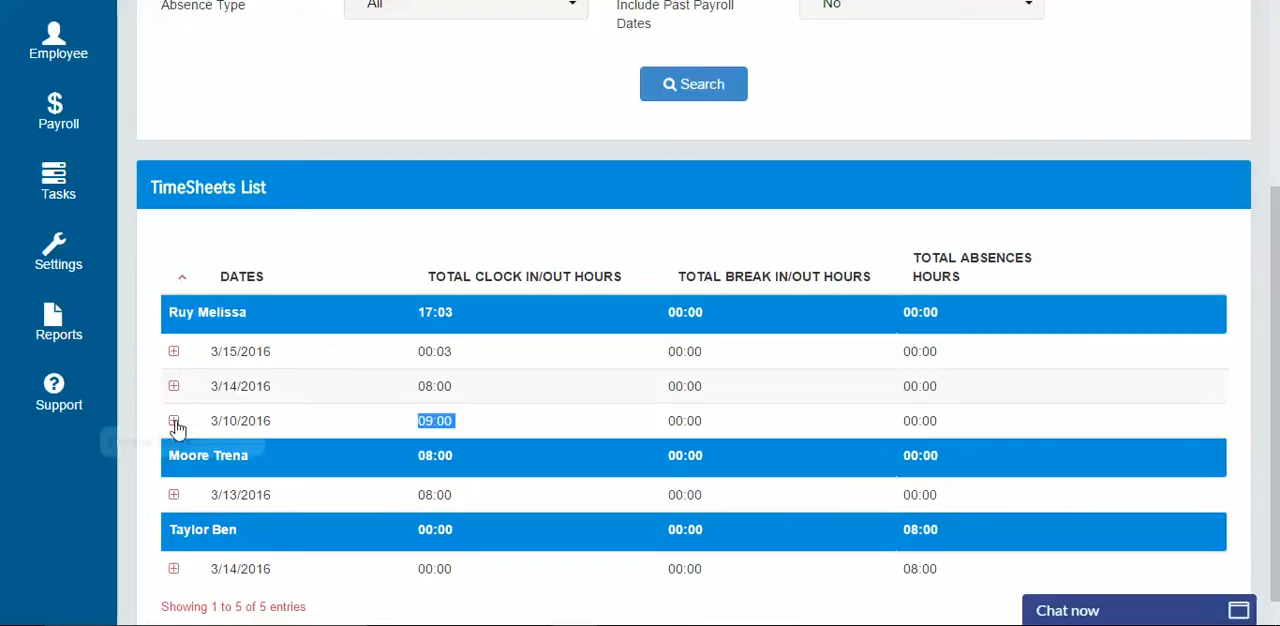 Absence Type
All
Include Past Payroll
Dates
No
Search
Employee
Payroll
Tasks
Settings
Reports
Support
TimeSheets List
DATES
TOTAL CLOCK IN/OUT HOURS
TOTAL BREAK IN/OUT HOURS
TOTAL ABSENCES
HOURS
Ruy Melissa 17:03 00:00 00:00
3/15/2016 00:03 00:00 00:00
3/14/2016 08:00 00:00 00:00
3/10/2016 09:00 00:00 00:00
Moore Trena 08:00 00:00 00:00
3/13/2016 08:00 00:00 00:00
Taylor Ben 00:00 00:00 08:00
3/14/2016 00:00 00:00 08:00
Showing 1 to 5 of 5 entries
Chat now